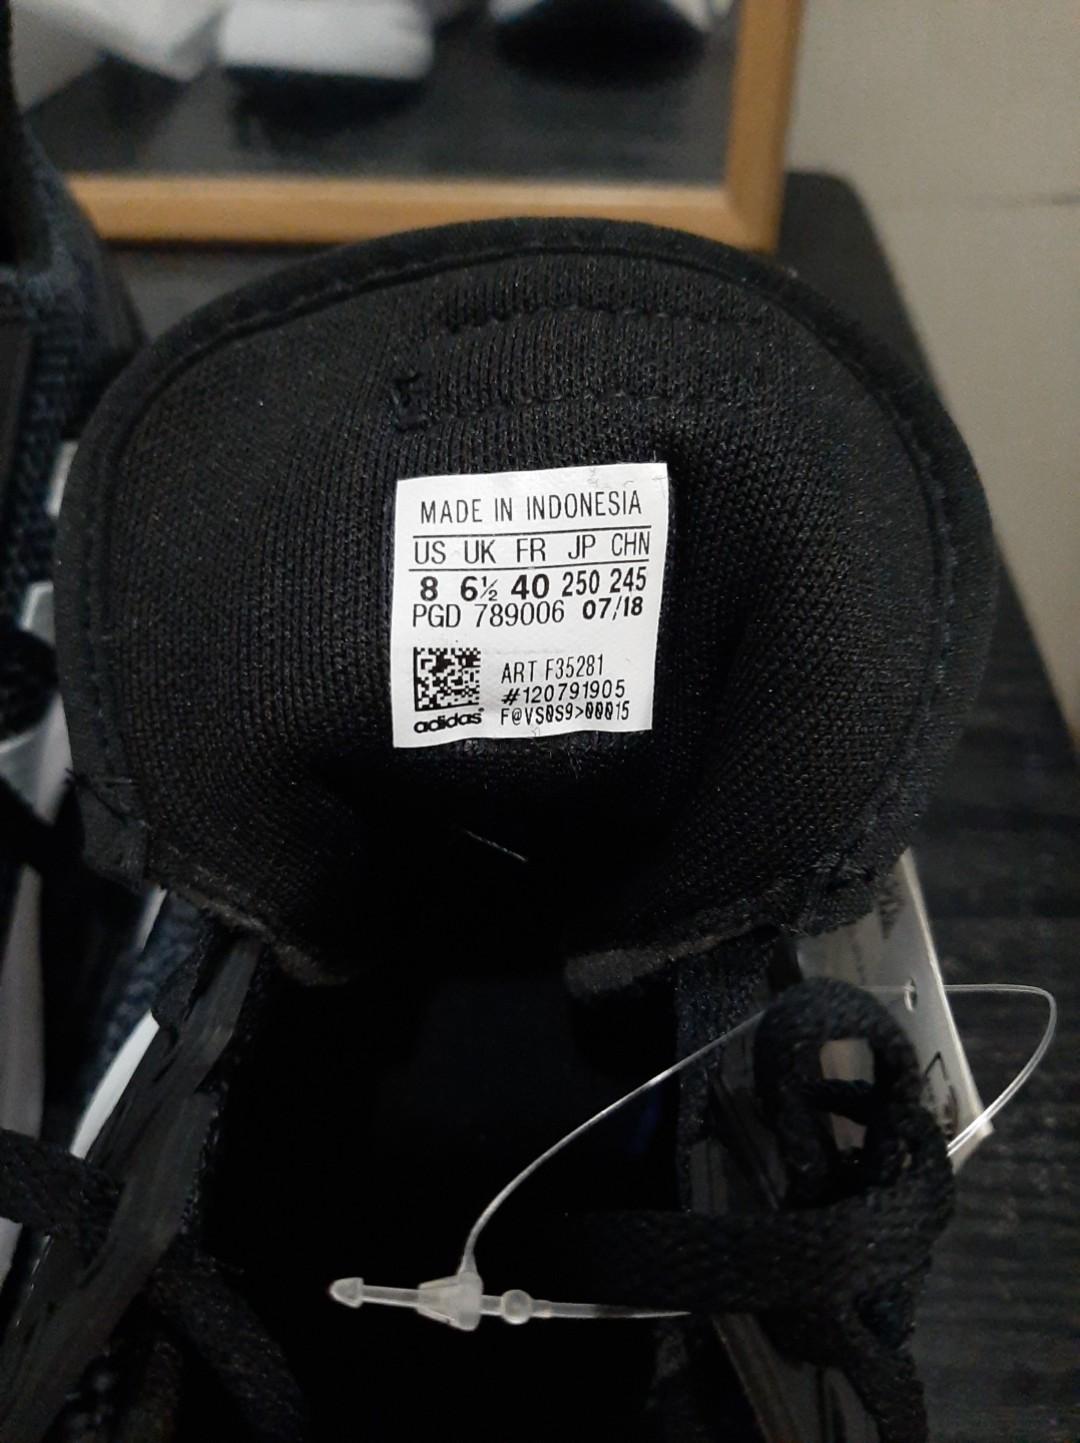 MADE IN INDONESIA
US UK FR JP CHN
8 6½ 40 250 245
PGD 789006 07/18
ART F35281
#120791905
adidas F@VS0S9>00015